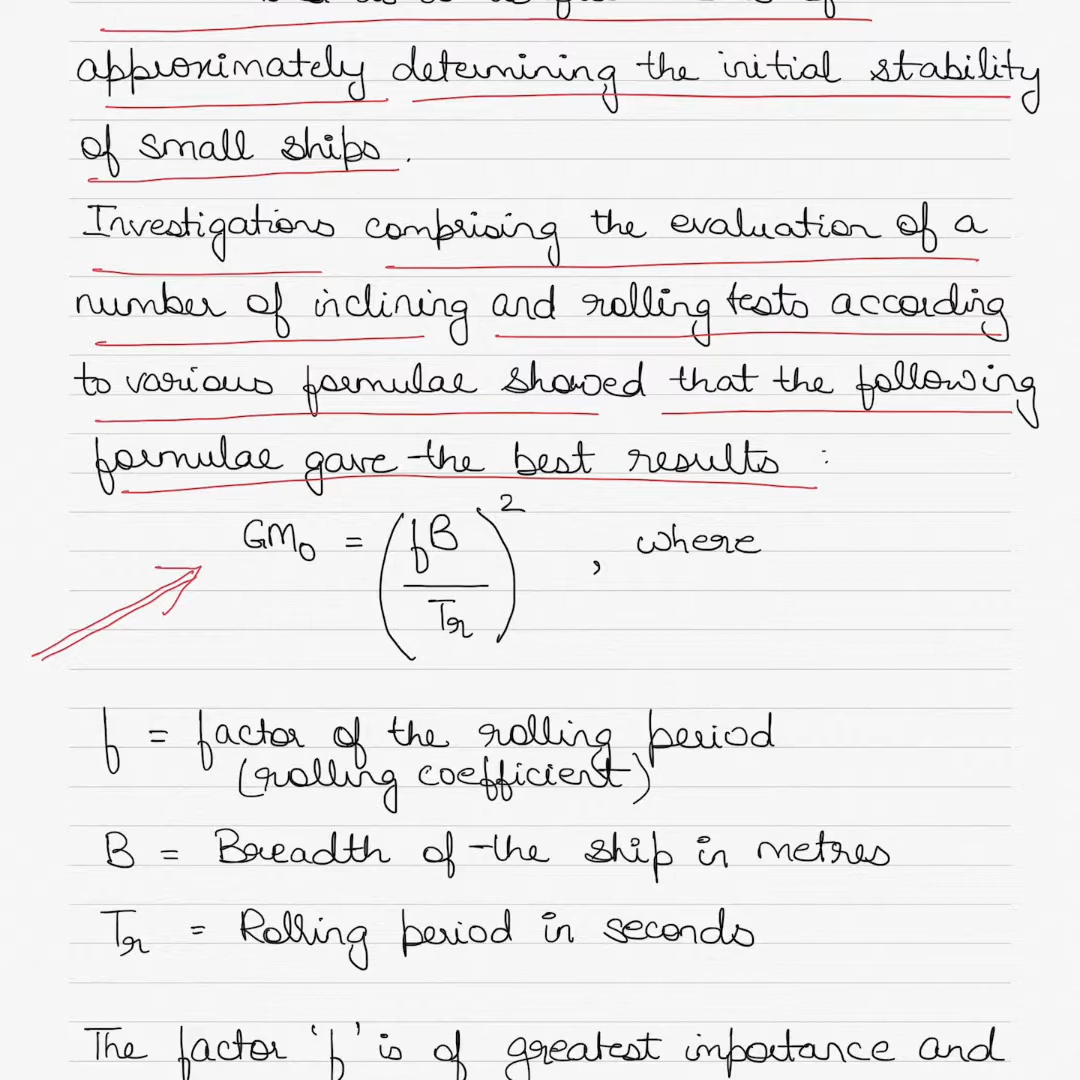 approximately determining the initial stability
of small ships.
Investigations comprising the evaluation of a
number of inclining and rolling tests according
to various formulae showed that the following
formulae gave the best results :
GM₀ = (fB / Tr)², where
f = factor of the rolling period
(rolling coefficient)
B = Breadth of the ship in metres
Tr = Rolling period in seconds
The factor 'f' is of greatest importance and